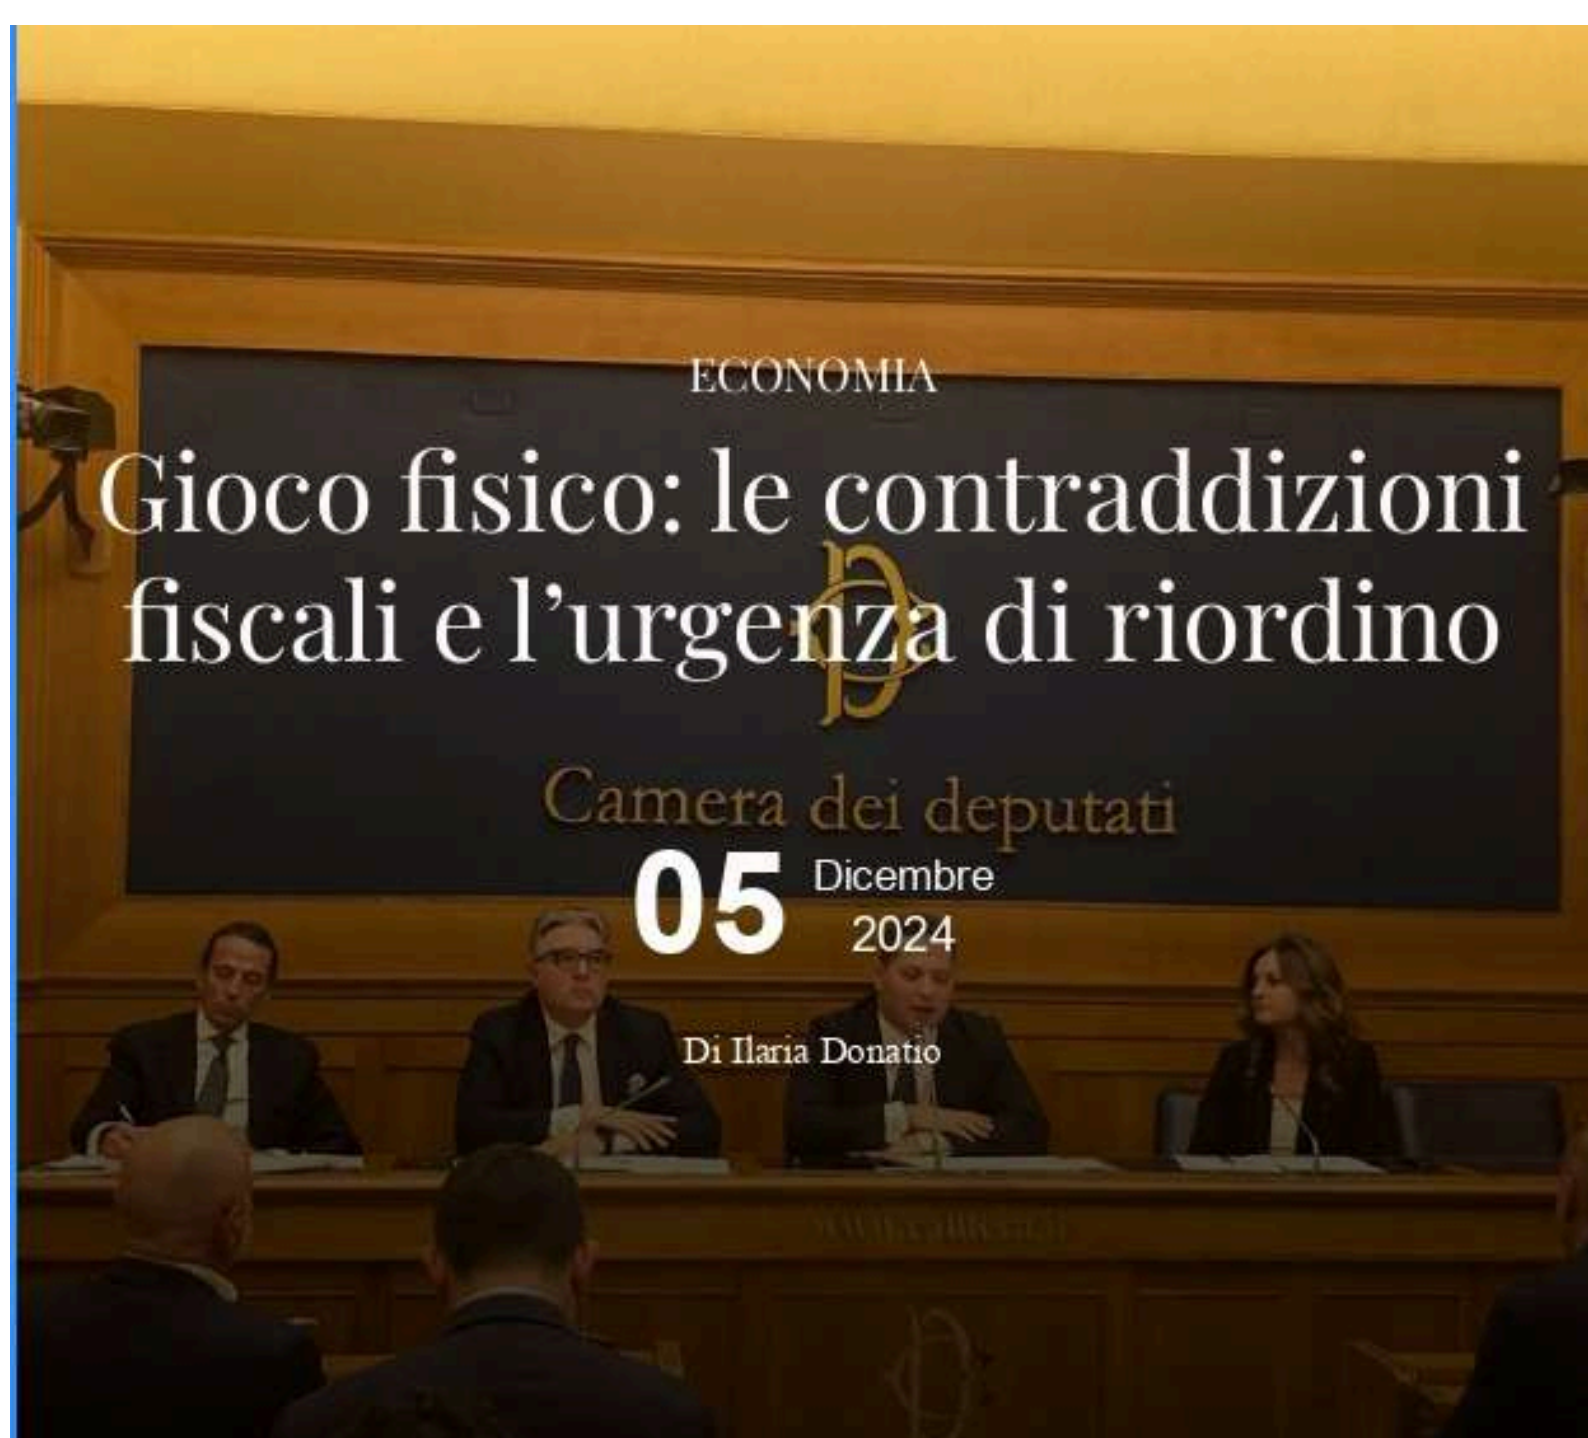 ECONOMIA
Gioco fisico: le contraddizioni
fiscali e l’urgenza di riordino
Camera dei deputati
05 Dicembre
2024
Di Ilaria Donatio